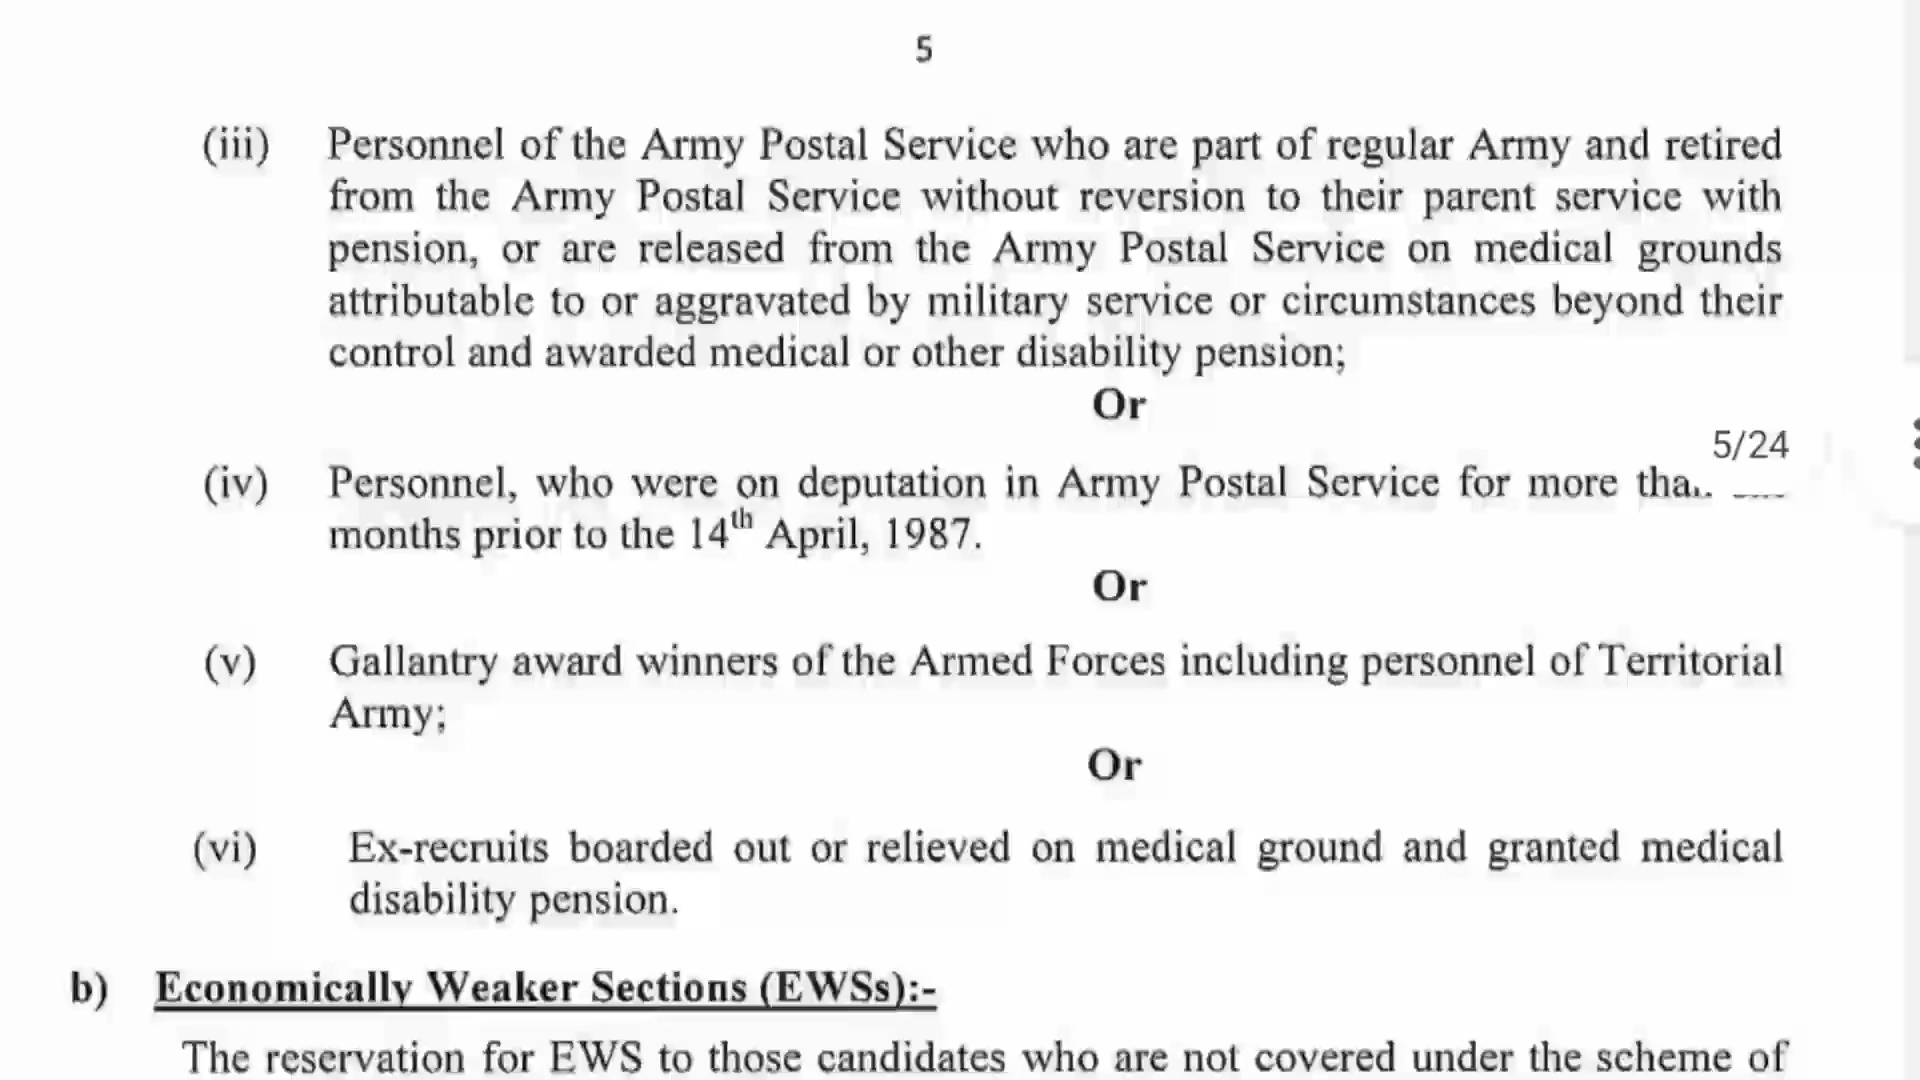 5
(iii) Personnel of the Army Postal Service who are part of regular Army and retired
from the Army Postal Service without reversion to their parent service with
pension, or are released from the Army Postal Service on medical grounds
attributable to or aggravated by military service or circumstances beyond their
control and awarded medical or other disability pension;
Or
5/24
(iv) Personnel, who were on deputation in Army Postal Service for more
months prior to the 14th April, 1987.
Or
(v) Gallantry award winners of the Armed Forces including personnel of Territorial
Army;
Or
(vi) Ex-recruits boarded out or relieved on medical ground and granted medical
disability pension.
b) Economically Weaker Sections (EWSs):-
The reservation for EWS to those candidates who are not covered under the scheme of